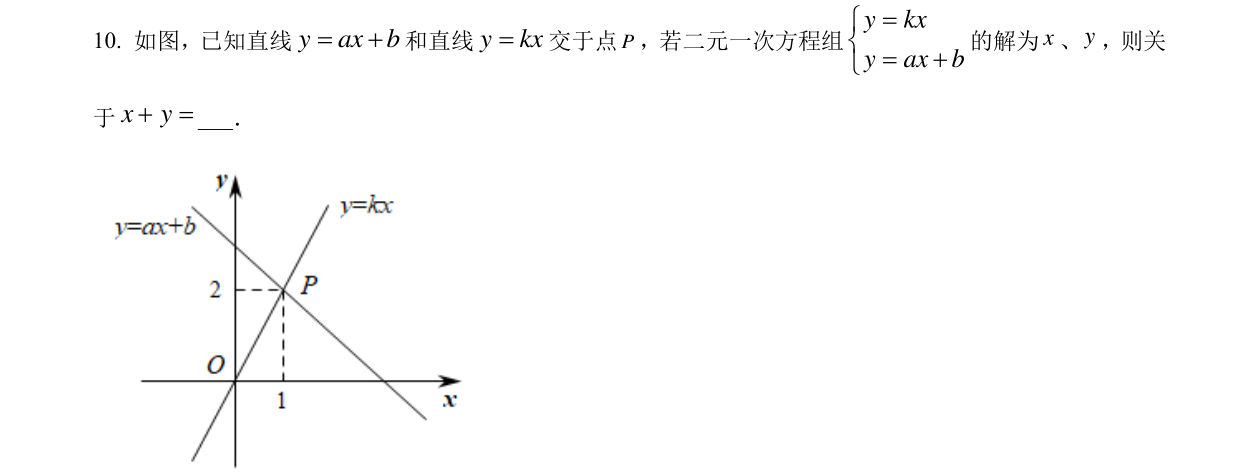 10. 如图，已知直线 y = ax + b 和直线 y = kx 交于点 P，若二元一次方程组 { y = kx y = ax + b 的解为 x 、 y ，则关
于 x + y = ___.
y
y=kx
y=ax+b
2
P
O
1
x